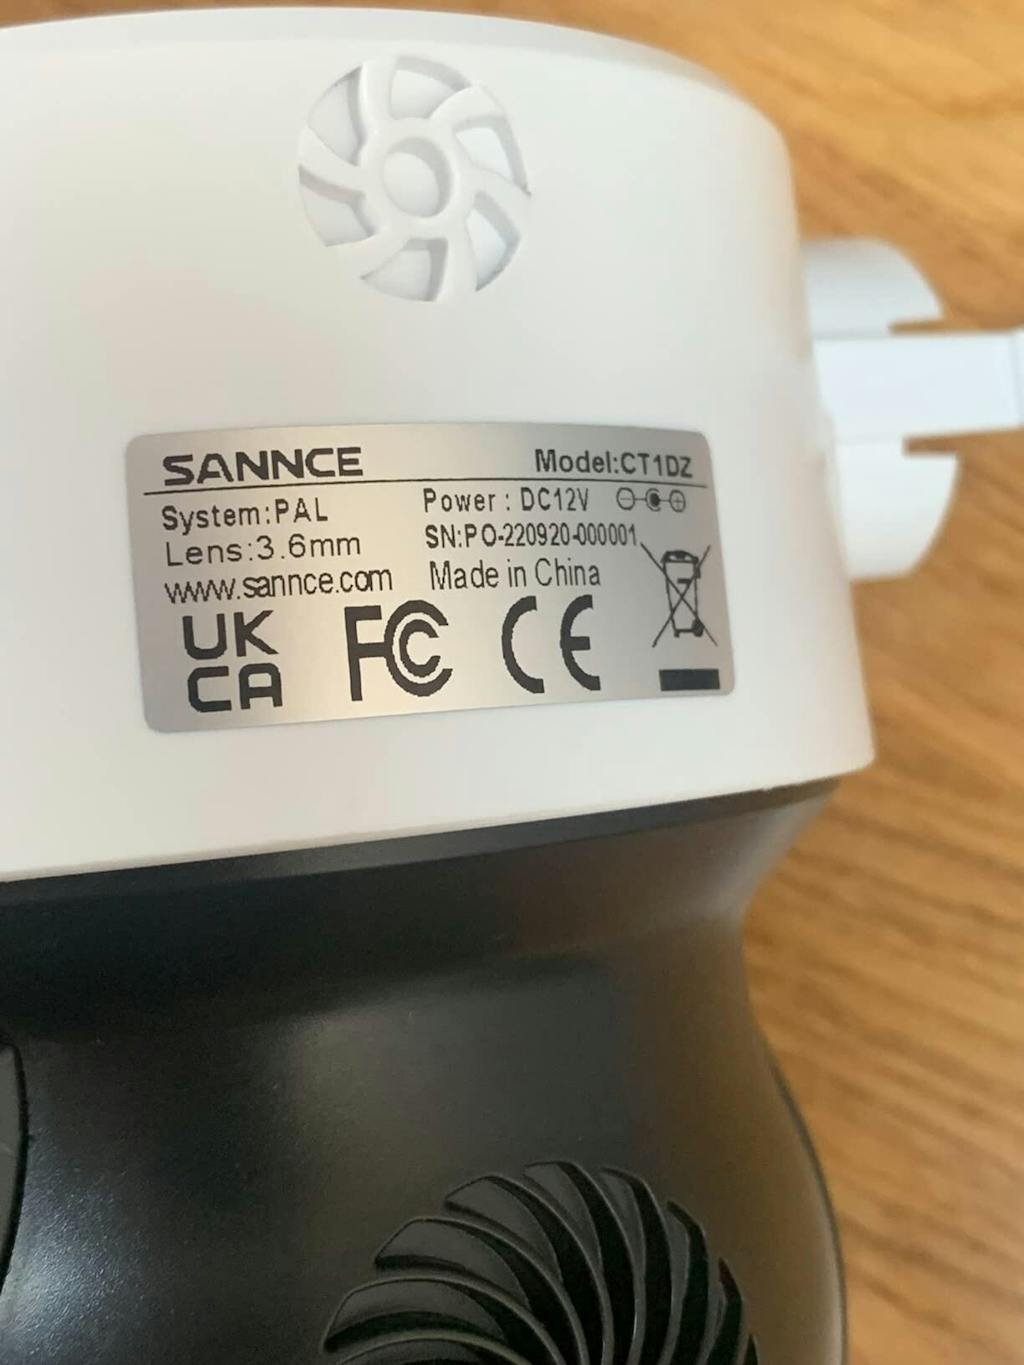 SANNCE Model:CT1DZ
System:PAL Power : DC12V
Lens:3.6mm SN:PO-220920-000001
www.sannce.com Made in China
UK
CA FC CE